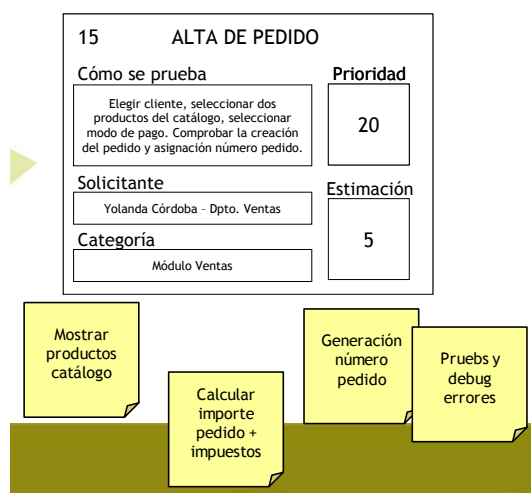 15 ALTA DE PEDIDO
Cómo se prueba
Prioridad
Elegir cliente, seleccionar dos
productos del catálogo, seleccionar
modo de pago. Comprobar la creación
del pedido y asignación número pedido.
20
Solicitante
Yolanda Córdoba – Dpto. Ventas
Estimación
5
Categoría
Módulo Ventas
Mostrar
productos
catálogo
Calcular
importe
pedido +
impuestos
Generación
número
pedido
Pruebs y
debug
errores